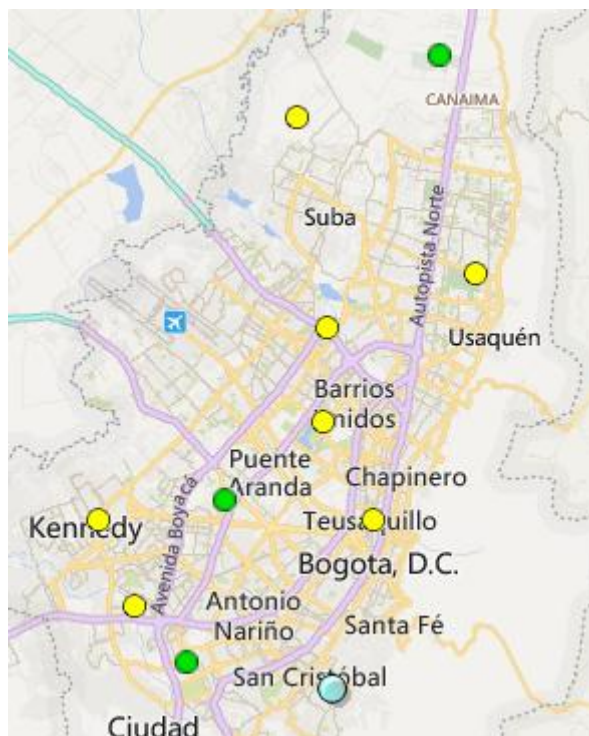 CANAIMA
Suba
Autopista Norte
Usaquén
Barrios
Unidos
Puente
Aranda
Chapinero
Kennedy
Avenida Boyacá
Teusaquillo
Bogota, D.C.
Antonio
Nariño
Santa Fé
San Cristóbal
Ciudad